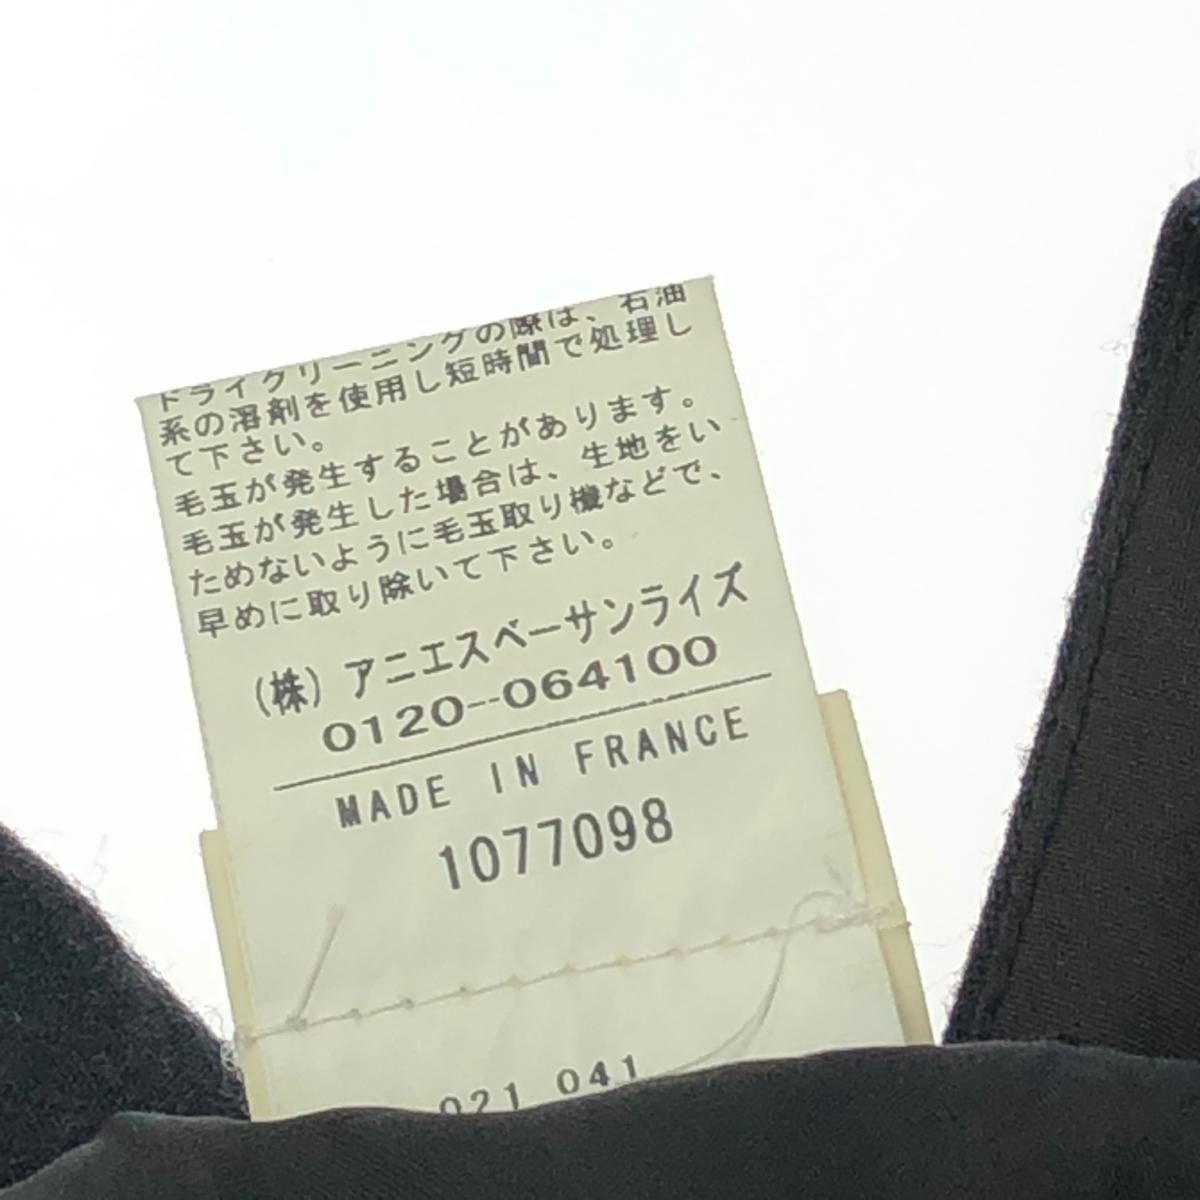 ドライクリーニングの際は、石油
系の溶剤を使用し短時間で処理し
て下さい。
毛玉が発生することがあります。
毛玉が発生した場合は、生地をい
ためないように毛玉取り機などで、
早めに取り除いて下さい。
(株) アニエスベーサンライズ
0120--064100
MADE IN FRANCE
1077098
021 041